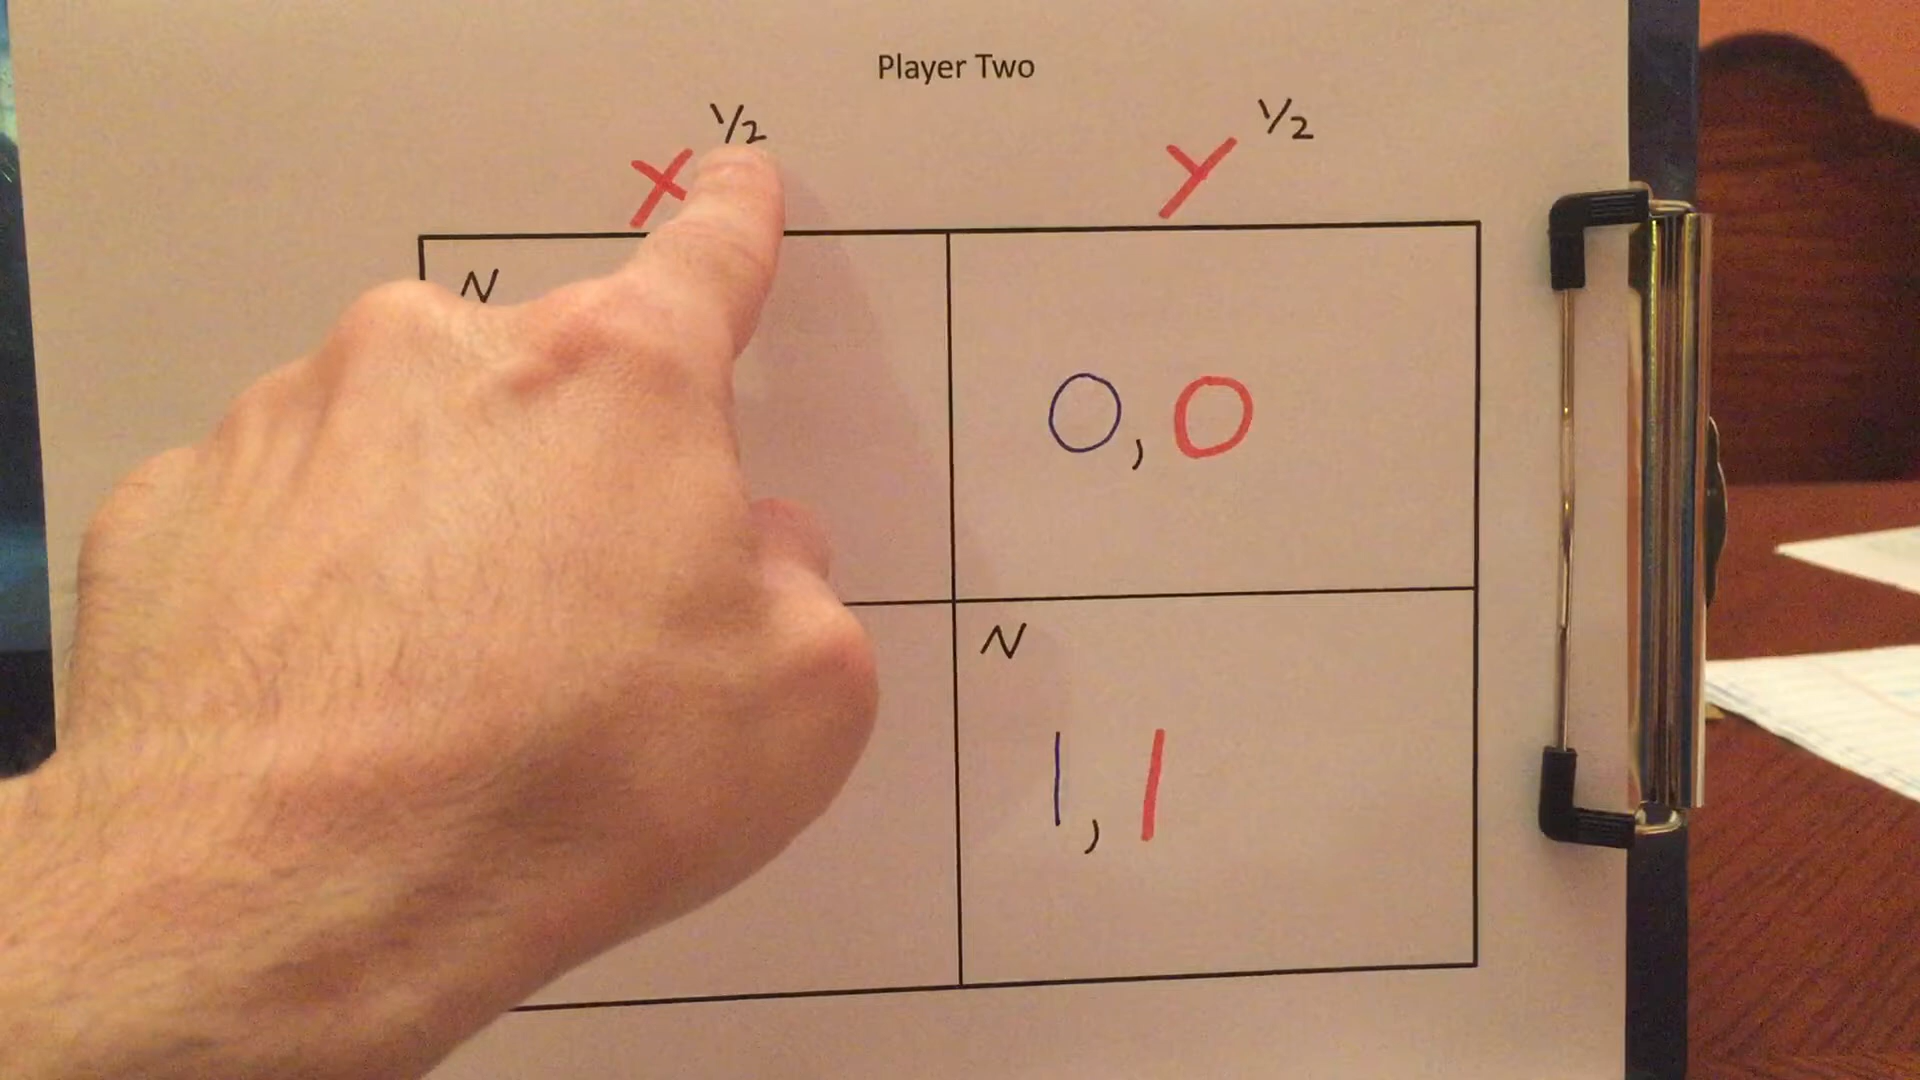 Player Two
1/2 1/2
X Y
N
0, 0
N
1, 1